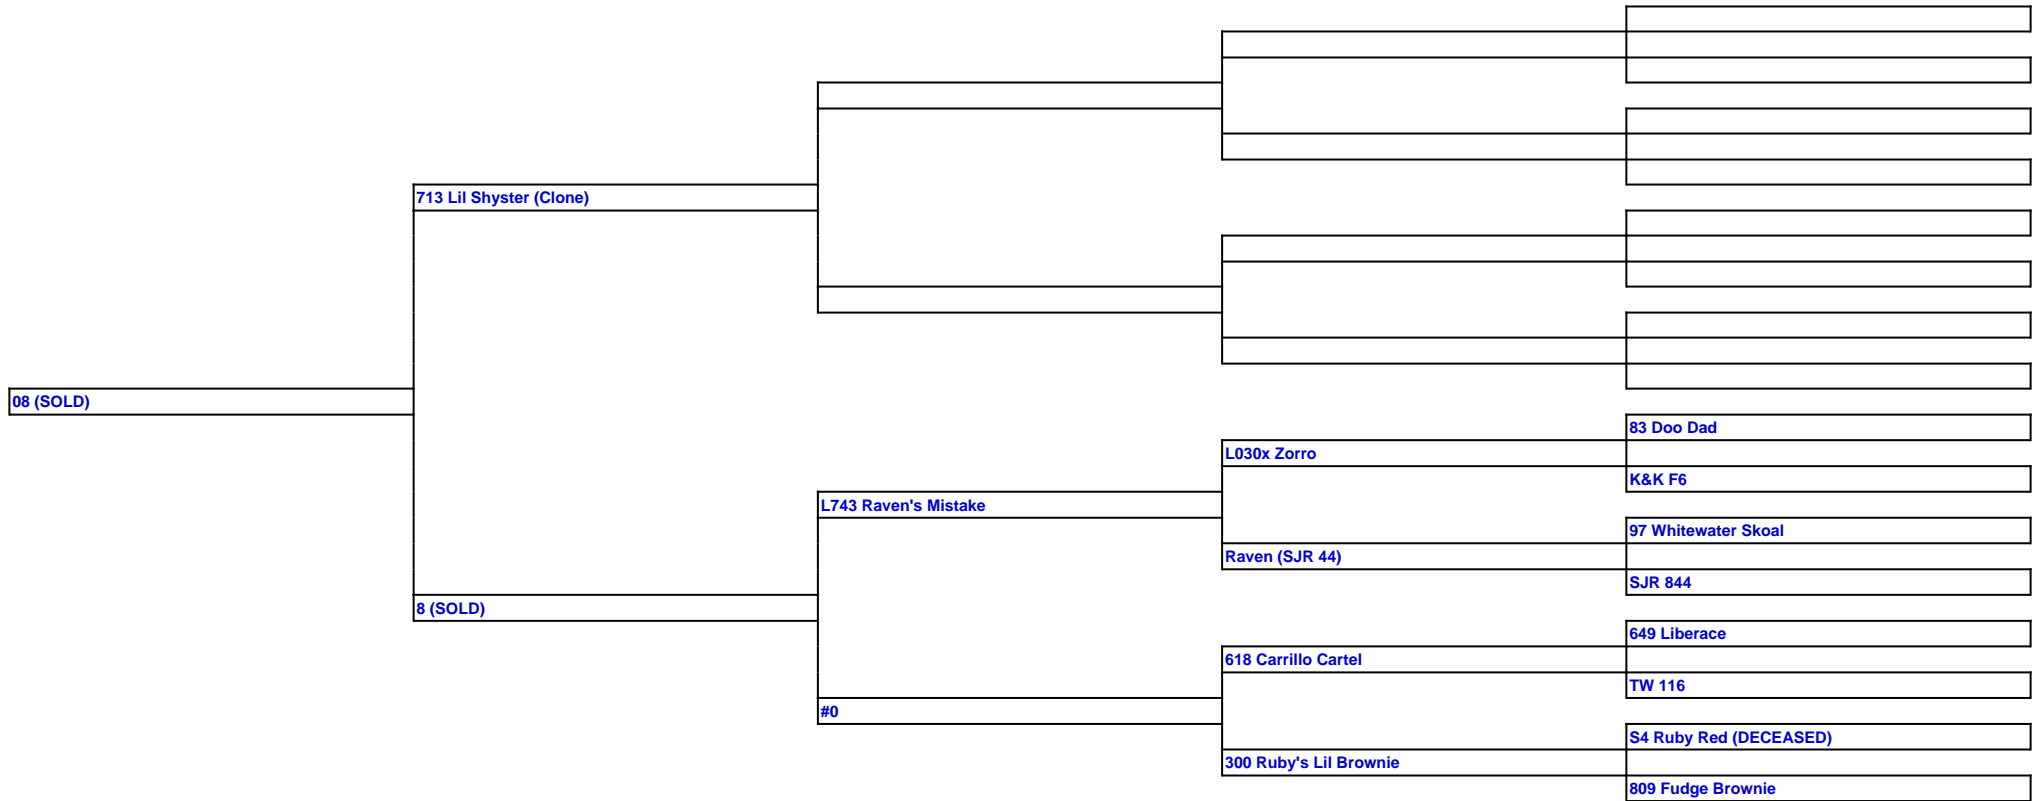 713 Lil Shyster (Clone)
08 (SOLD)
83 Doo Dad
L030x Zorro
K&K F6
L743 Raven's Mistake
97 Whitewater Skoal
Raven (SJR 44)
SJR 844
8 (SOLD)
649 Liberace
618 Carrillo Cartel
TW 116
#0
S4 Ruby Red (DECEASED)
300 Ruby's Lil Brownie
809 Fudge Brownie